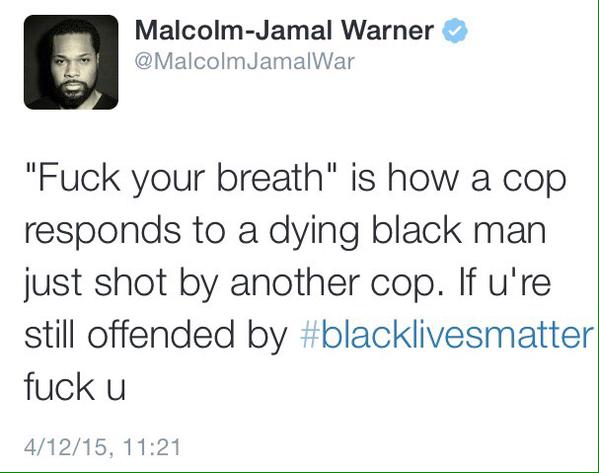 Malcolm-Jamal Warner
@MalcolmJamalWar
"Fuck your breath" is how a cop
responds to a dying black man
just shot by another cop. If u're
still offended by #blacklivesmatter
fuck u
4/12/15, 11:21